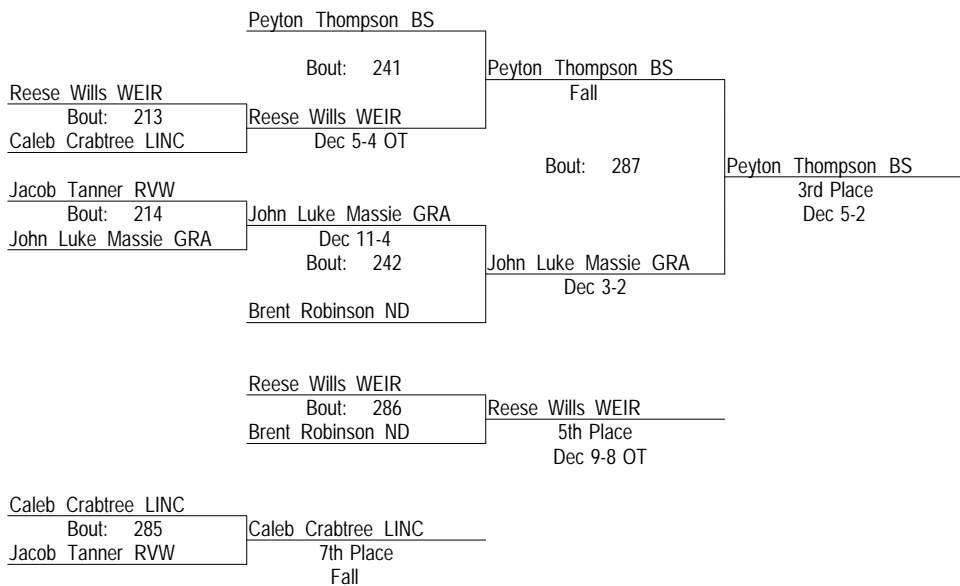 Peyton Thompson BS
Bout: 241
Peyton Thompson BS
Fall
Reese Wills WEIR
Bout: 213
Caleb Crabtree LINC
Reese Wills WEIR
Dec 5-4 OT
Bout: 287
Peyton Thompson BS
3rd Place
Dec 5-2
Jacob Tanner RVW
Bout: 214
John Luke Massie GRA
John Luke Massie GRA
Dec 11-4
Bout: 242
John Luke Massie GRA
Dec 3-2
Brent Robinson ND
Reese Wills WEIR
Bout: 286
Brent Robinson ND
Reese Wills WEIR
5th Place
Dec 9-8 OT
Caleb Crabtree LINC
Bout: 285
Jacob Tanner RVW
Caleb Crabtree LINC
7th Place
Fall